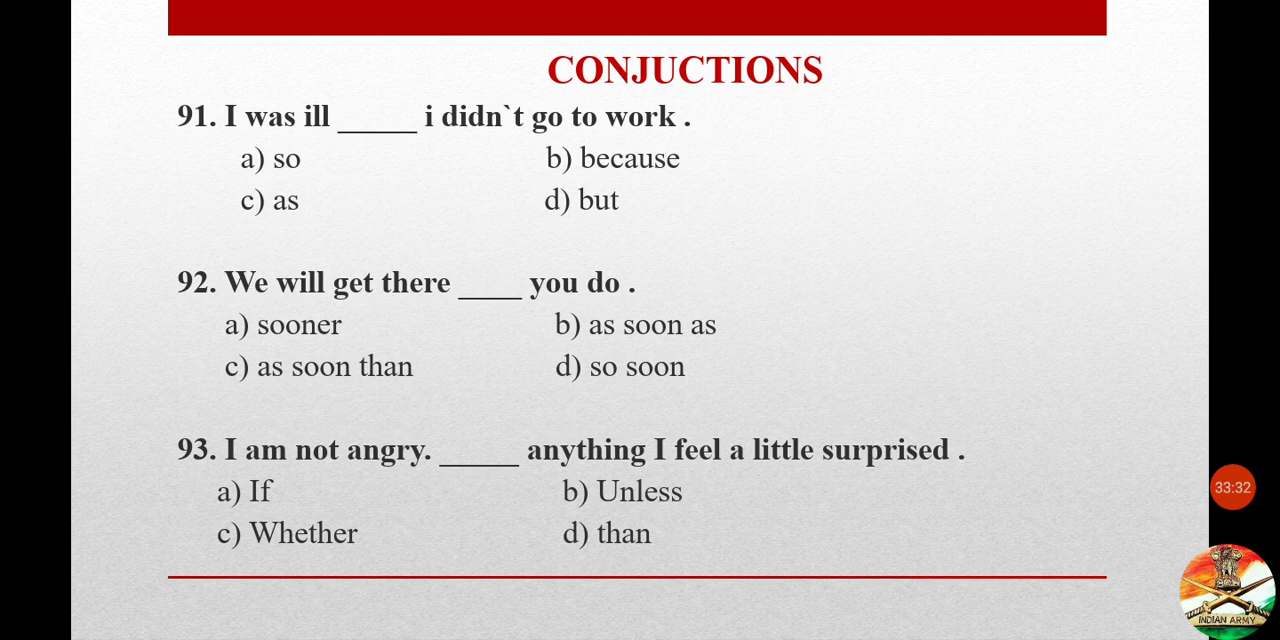 CONJUCTIONS
91. I was ill _____ i didn`t go to work .
a) so b) because
c) as d) but
92. We will get there ____ you do .
a) sooner b) as soon as
c) as soon than d) so soon
93. I am not angry. _____ anything I feel a little surprised .
a) If b) Unless
c) Whether d) than
33:32
INDIAN ARMY